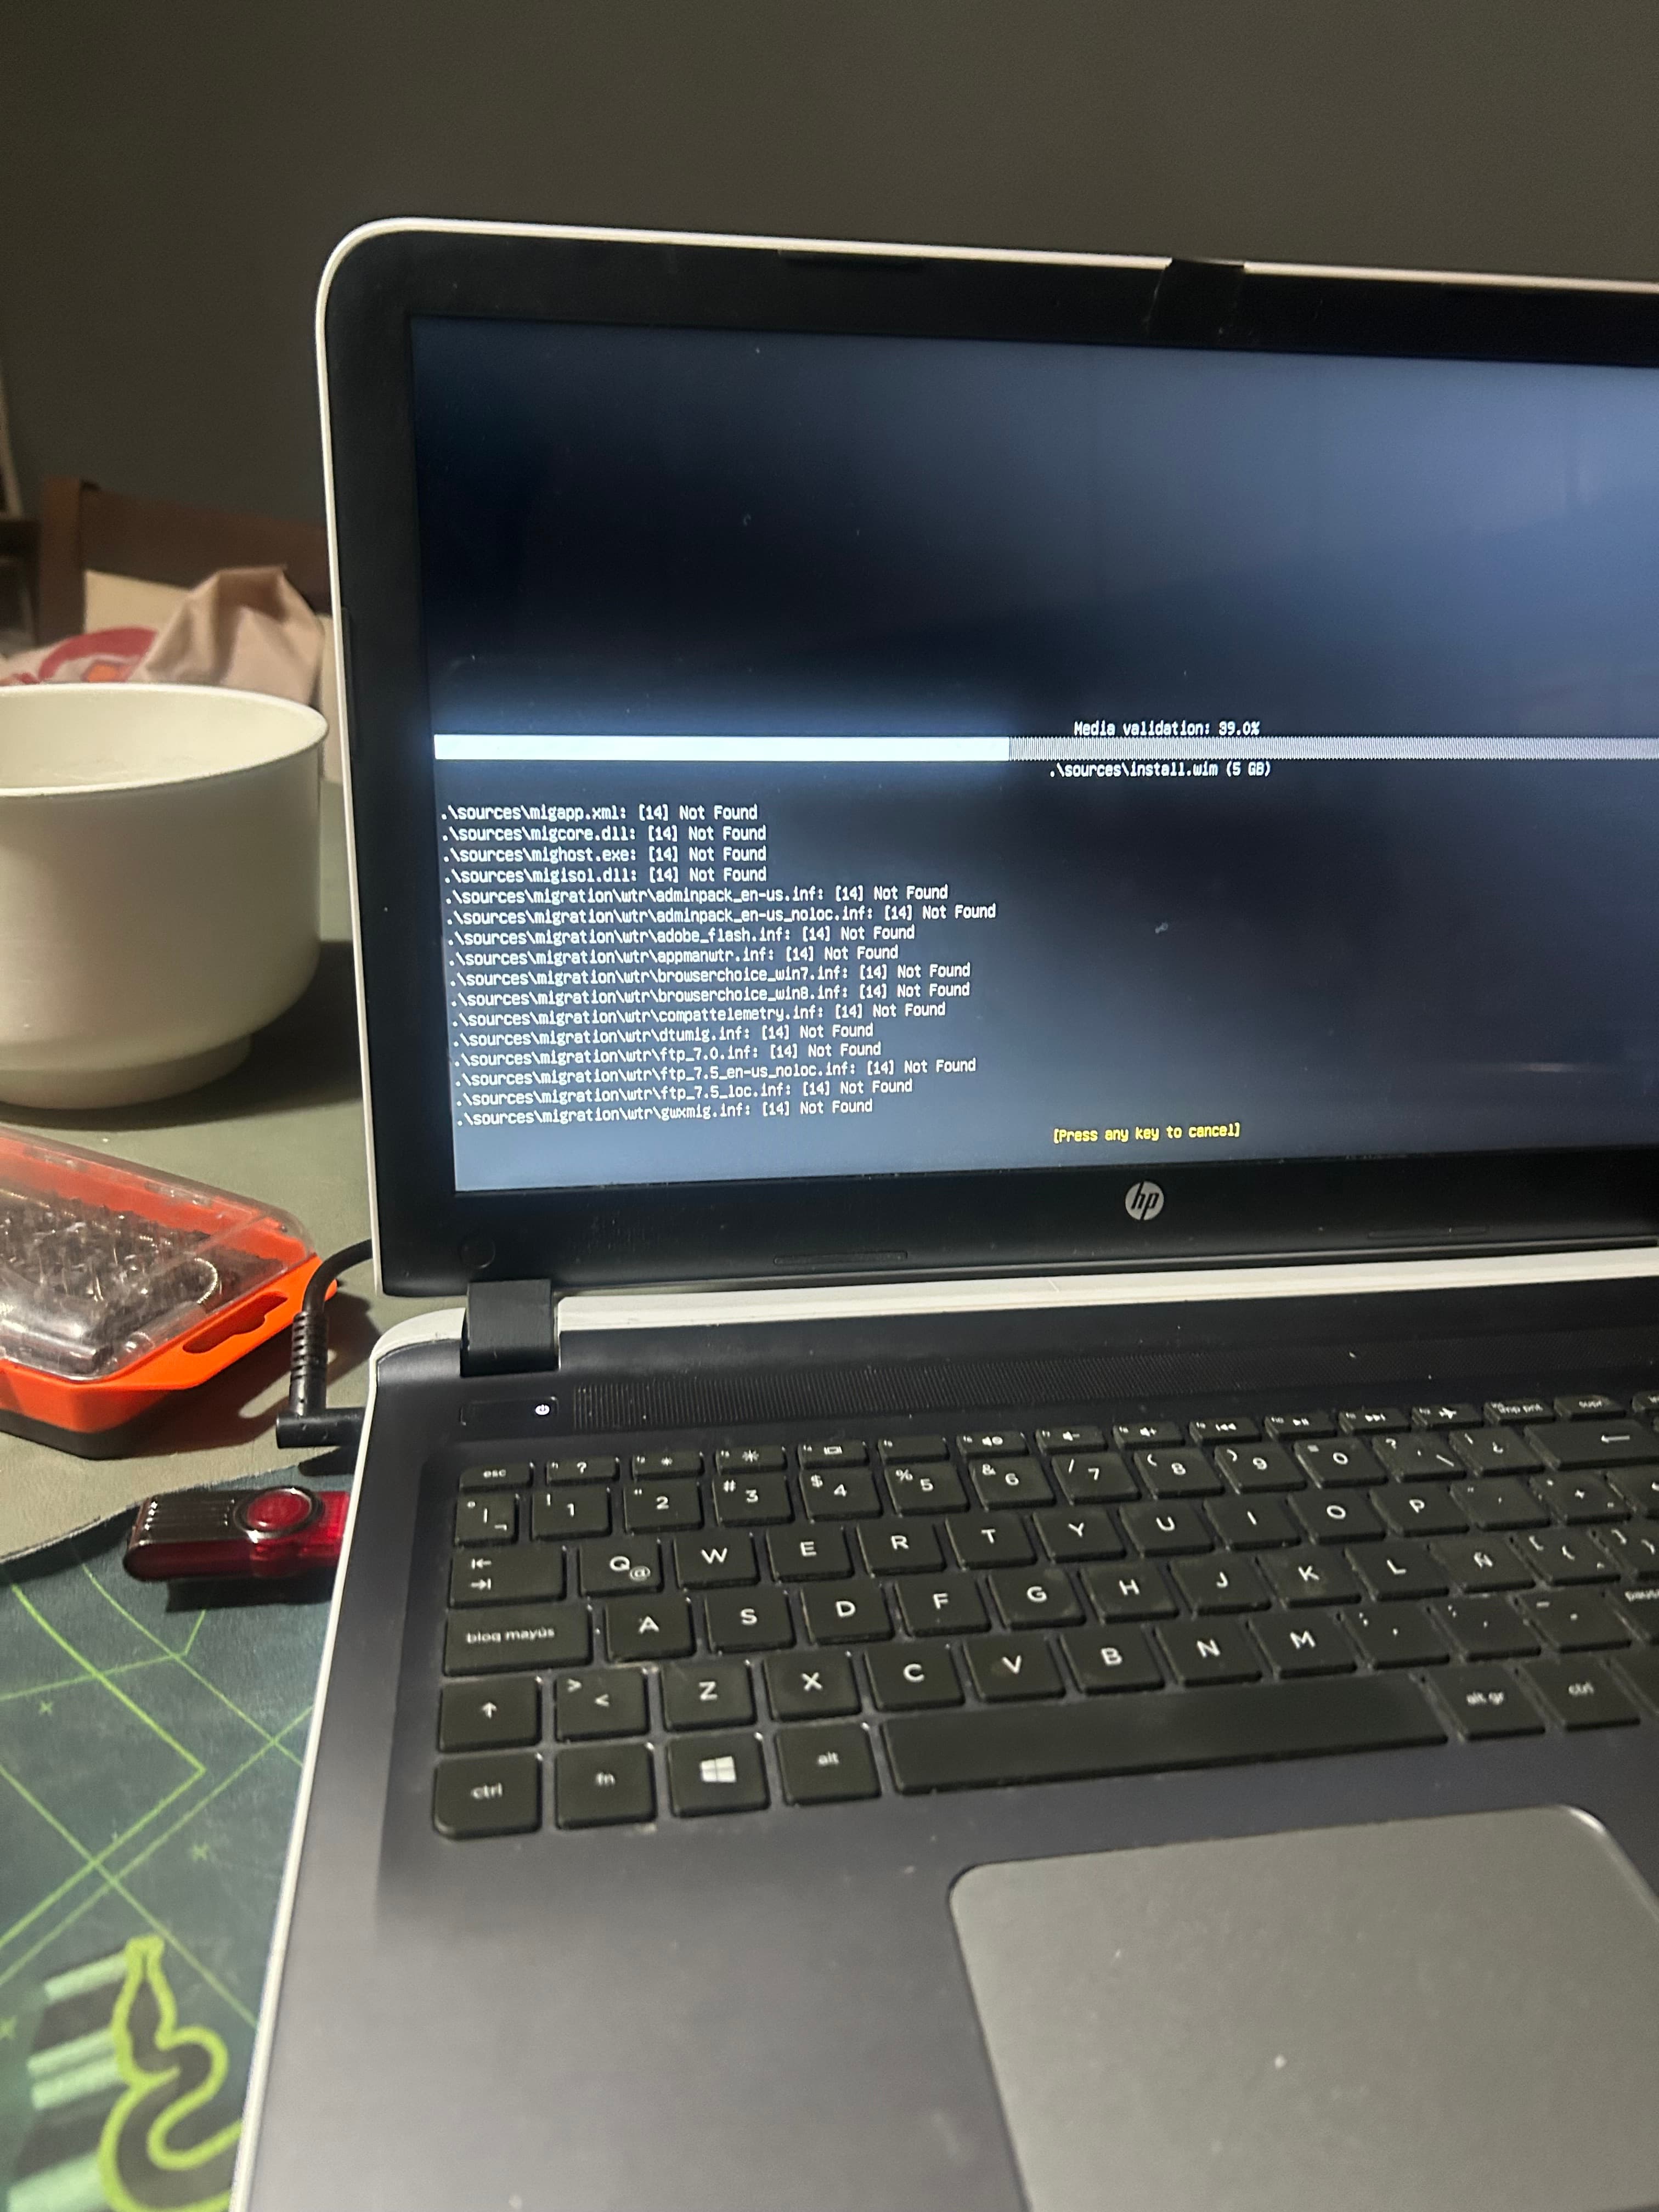 Media validation: 39.0%
.\sources\install.wim (5 GB)
.\sources\migapp.xml: [14] Not Found
.\sources\migcore.dll: [14] Not Found
.\sources\mighost.exe: [14] Not Found
.\sources\migisol.dll: [14] Not Found
.\sources\migration\wtr\adminpack_en-us.inf: [14] Not Found
.\sources\migration\wtr\adminpack_en-us_noloc.inf: [14] Not Found
.\sources\migration\wtr\adobe_flash.inf: [14] Not Found
.\sources\migration\wtr\appmanwtr.inf: [14] Not Found
.\sources\migration\wtr\browserchoice_win7.inf: [14] Not Found
.\sources\migration\wtr\browserchoice_win8.inf: [14] Not Found
.\sources\migration\wtr\compattelemetry.inf: [14] Not Found
.\sources\migration\wtr\dtumig.inf: [14] Not Found
.\sources\migration\wtr\ftp_7.0.inf: [14] Not Found
.\sources\migration\wtr\ftp_7.5_en-us_noloc.inf: [14] Not Found
.\sources\migration\wtr\ftp_7.5_loc.inf: [14] Not Found
.\sources\migration\wtr\gwxmig.inf: [14] Not Found
[Press any key to cancel]
hp
esc ? imp pnt supr
| ! 1 " 2 # 3 $ 4 % 5 & 6 / 7 ( 8 ) 9 = 0 ? \ ¿
Q @ W E R T Y U I O P
bloq mayús A S D F G H J K L Ñ
> < Z X C V B N M ; , : . _ -
ctrl fn alt alt gr ctrl